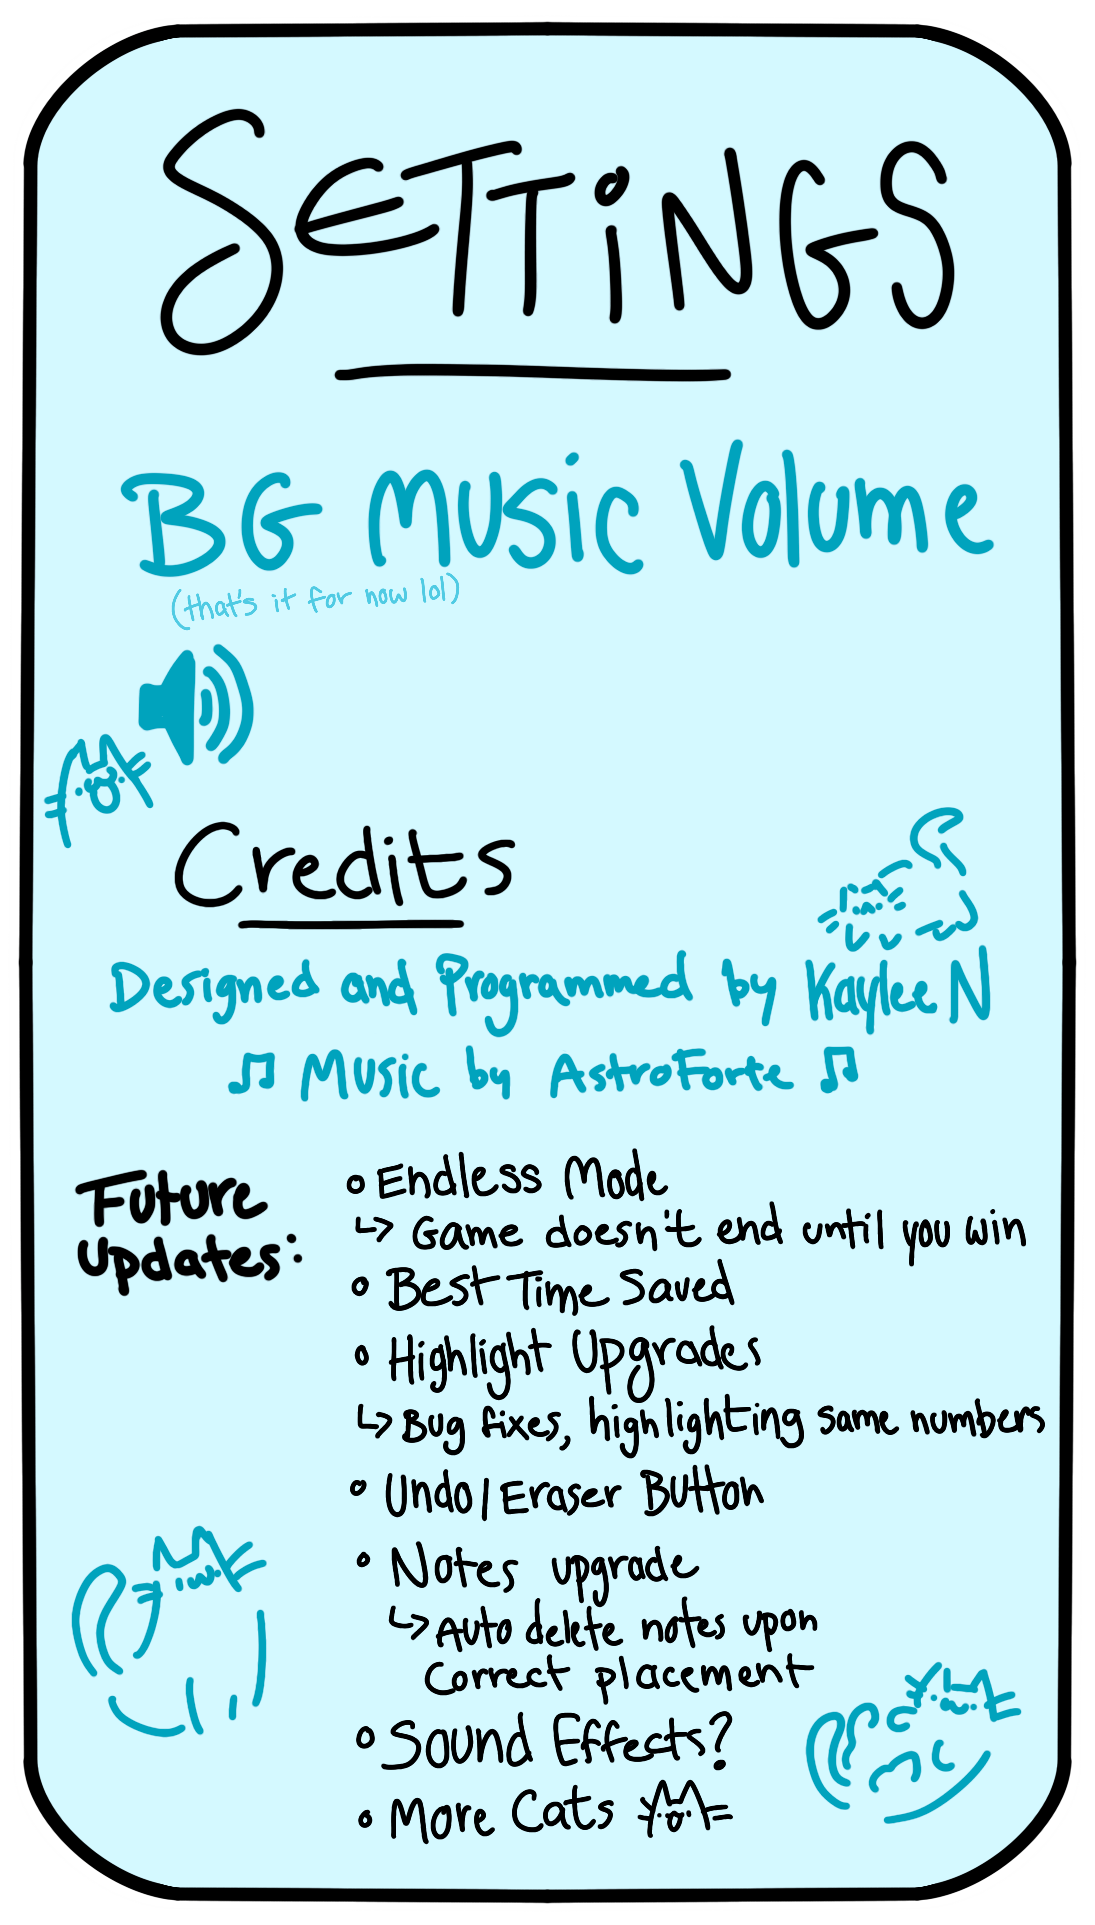 SETTiNGS
BG Music Volume
(that's it for now lol)
Credits
Designed and Programmed by Kaylee N
♫ Music by AstroForte ♫
Future Updates:
• Endless Mode
↳ Game doesn't end until you win
• Best Time Saved
• Highlight Upgrades
↳ Bug fixes, highlighting same numbers
• Undo/Eraser Button
• Notes upgrade
↳ Auto delete notes upon
correct placement
• Sound Effects?
• More Cats